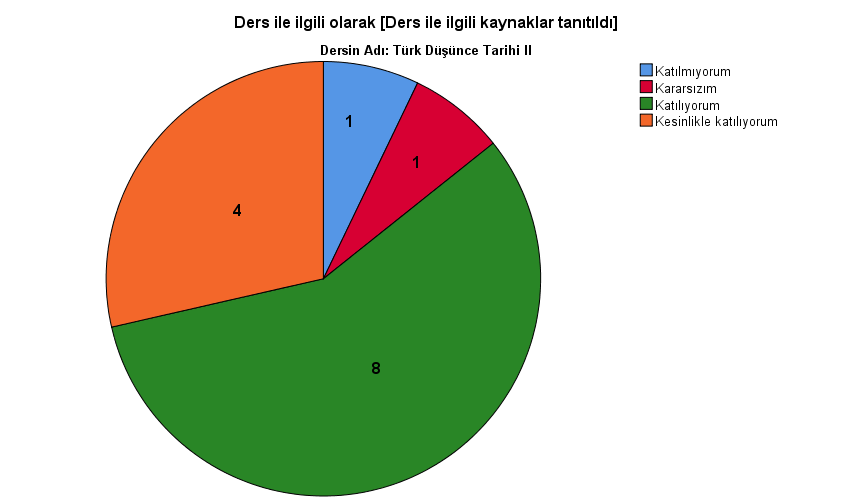 Ders ile ilgili olarak [Ders ile ilgili kaynaklar tanıtıldı]
Dersin Adı: Türk Düşünce Tarihi II
Katılmıyorum
Kararsızım
Katılıyorum
Kesinlikle katılıyorum
1
1
4
8